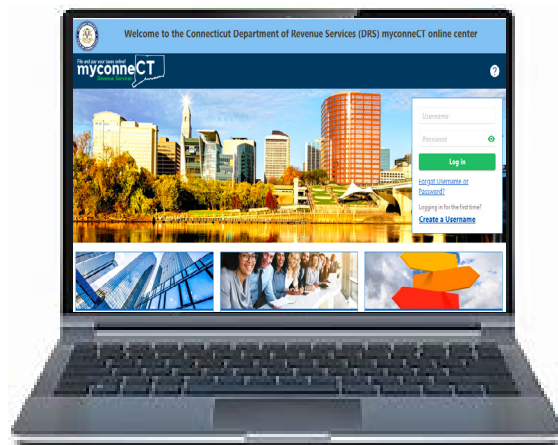 Welcome to the Connecticut Department of Revenue Services (DRS) myconneCT online center
File and pay your taxes online!
myconneCT
Revenue Services
?
Username
Password
Log in
Forgot Username or
Password?
Logging in for the first time?
Create a Username